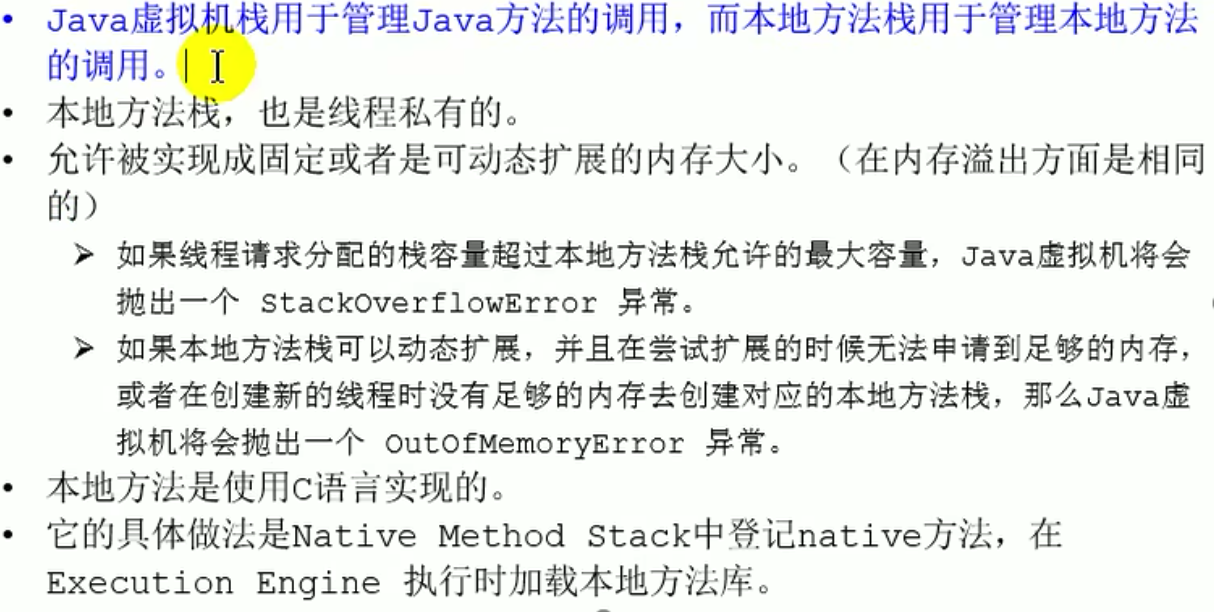 • Java虚拟机栈用于管理Java方法的调用，而本地方法栈用于管理本地方法
的调用。
• 本地方法栈，也是线程私有的。
• 允许被实现成固定或者是可动态扩展的内存大小。（在内存溢出方面是相同
的）
➢ 如果线程请求分配的栈容量超过本地方法栈允许的最大容量，Java虚拟机将会
抛出一个 StackOverflowError 异常。
➢ 如果本地方法栈可以动态扩展，并且在尝试扩展的时候无法申请到足够的内存，
或者在创建新的线程时没有足够的内存去创建对应的本地方法栈，那么Java虚
拟机将会抛出一个 OutOfMemoryError 异常。
• 本地方法是使用C语言实现的。
• 它的具体做法是Native Method Stack中登记native方法，在
Execution Engine 执行时加载本地方法库。